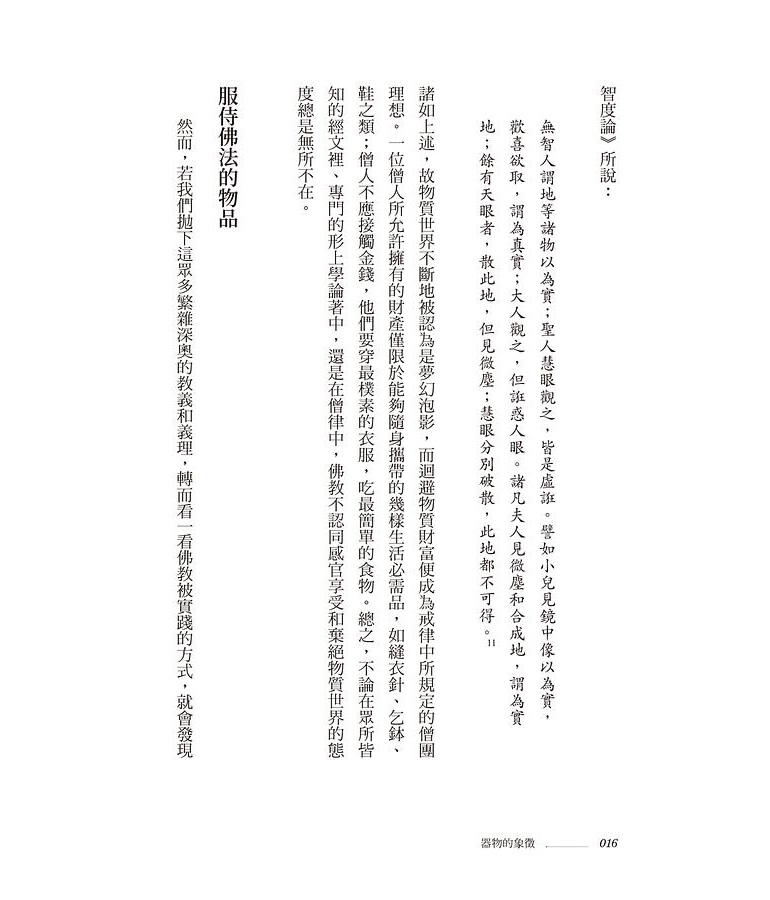 智度論》所說：
無智人謂地等諸物以為實；聖人慧眼觀之，皆是虛誑。譬如小兒見鏡中像以為實，
歡喜欲取，謂為真實；大人觀之，但誑惑人眼。諸凡夫人見微塵和合成地，謂為實
地；餘有天眼者，散此地，但見微塵；慧眼分別破散，此地都不可得。11
諸如上述，故物質世界不斷地被認為是夢幻泡影，而迴避物質財富便成為戒律中所規定的僧團
理想。一位僧人所允許擁有的財產僅限於能夠隨身攜帶的幾樣生活必需品，如縫衣針、乞鉢、
鞋之類；僧人不應接觸金錢，他們要穿最樸素的衣服，吃最簡單的食物。總之，不論在眾所皆
知的經文裡、專門的形上學論著中，還是在僧律中，佛教不認同感官享受和棄絕物質世界的態
度總是無所不在。
服侍佛法的物品
然而，若我們拋下這眾多繁雜深奧的教義和義理，轉而看一看佛教被實踐的方式，就會發現
器物的象徵 016